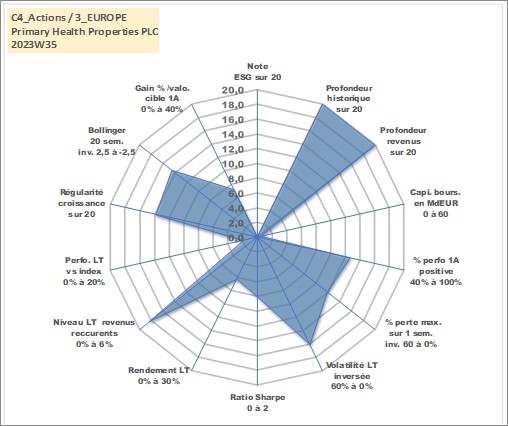 C4_Actions / 3_EUROPE
Primary Health Properties PLC
2023W35
Note
ESG sur 20
Profondeur
historique
sur 20
Profondeur
revenus
sur 20
Capi. bours.
en MdEUR
0 à 60
% perfo 1A
positive
40% à 100%
% perte max.
sur 1 sem.
inv. 60 à 0%
Volatilité LT
inversée
60% à 0%
Ratio Sharpe
0 à 2
Rendement LT
0% à 30%
Niveau LT revenus
reccurents
0% à 6%
Perfo. LT
vs index
0% à 20%
Régularité
croissance
sur 20
Bollinger
20 sem.
inv. 2,5 à -2,5
Gain % /valo.
cible 1A
0% à 40%
20,0
18,0
16,0
14,0
12,0
10,0
8,0
6,0
4,0
2,0
0,0